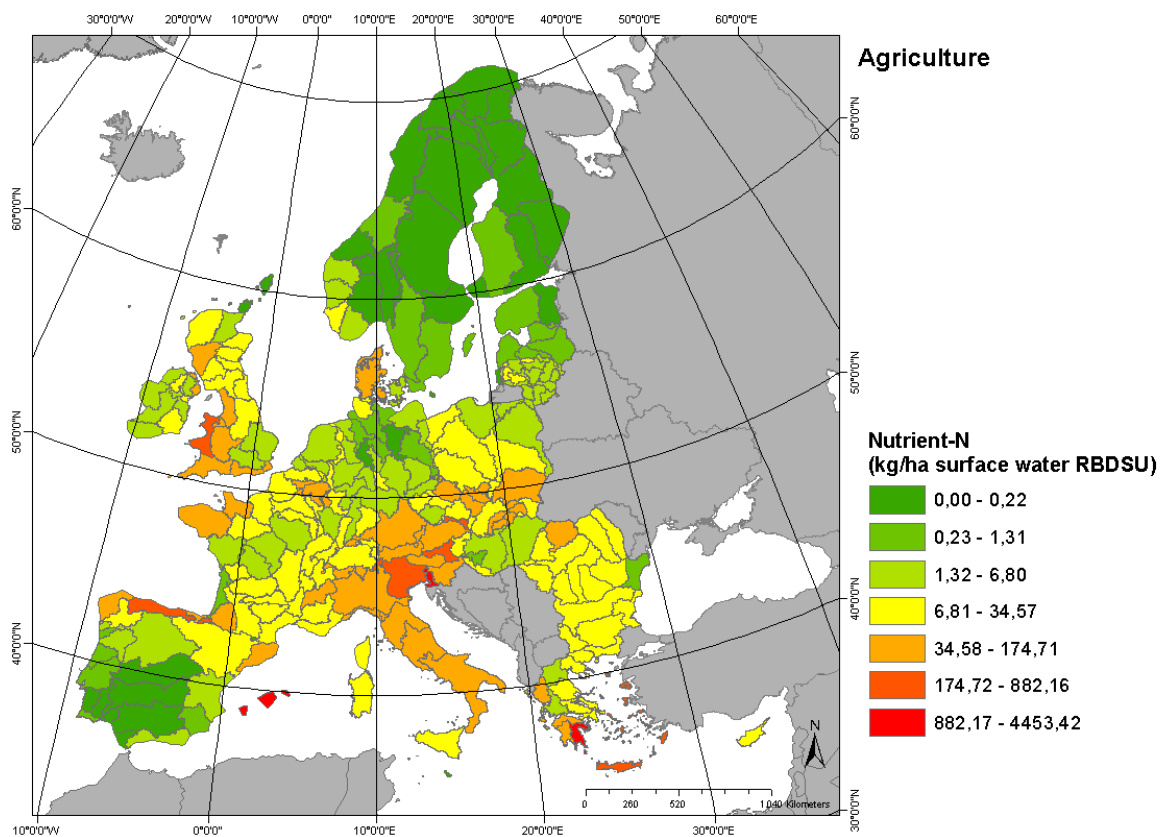 30°0'0"W 20°0'0"W 10°0'0"W 0°0'0" 10°0'0"E 20°0'0"E 30°0'0"E 40°0'0"E 50°0'0"E 60°0'0"E
Agriculture
60°0'0"N
60°0'0"N
50°0'0"N
50°0'0"N
40°0'0"N
40°0'0"N
30°0'0"N
Nutrient-N
(kg/ha surface water RBDSU)
0,00 - 0,22
0,23 - 1,31
1,32 - 6,80
6,81 - 34,57
34,58 - 174,71
174,72 - 882,16
882,17 - 4453,42
N
0 260 520 1 040 Kilometers
10°0'0"W 0°0'0" 10°0'0"E 20°0'0"E 30°0'0"E